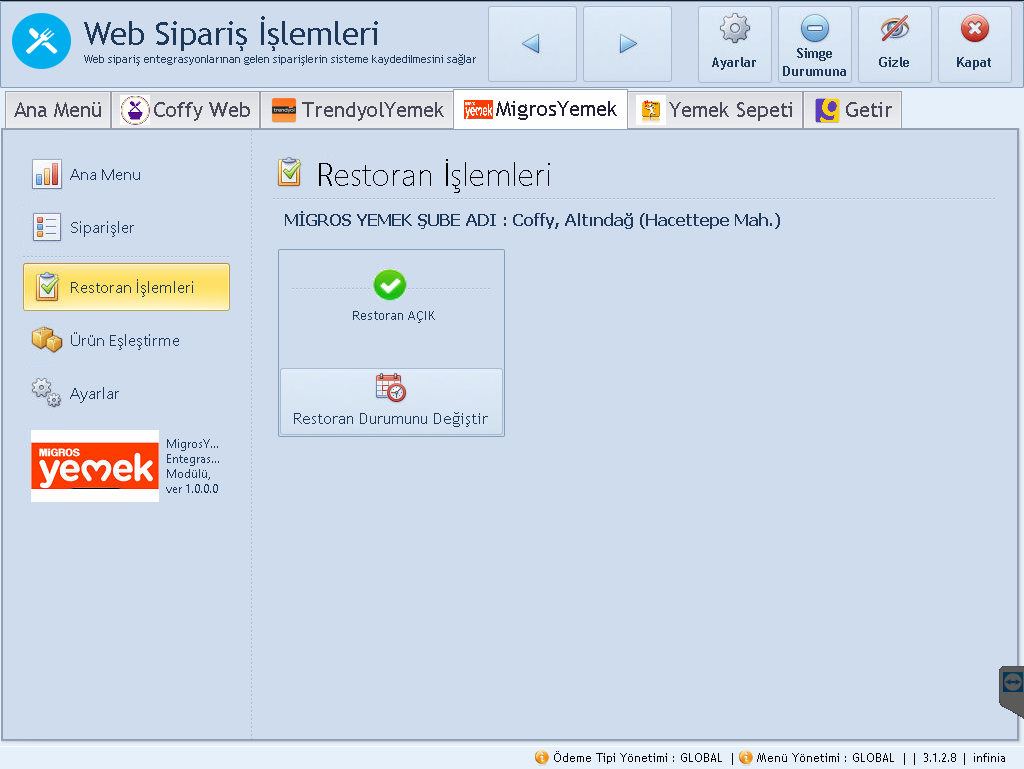 Web Sipariş İşlemleri
Web sipariş entegrasyonlarınan gelen siparişlerin sisteme kaydedilmesini sağlar
Ayarlar
Simge
Durumuna
Gizle
Kapat
Ana Menü
Coffy Web
trendyol
TrendyolYemek
yemek
MigrosYemek
Yemek Sepeti
Getir
Ana Menu
Siparişler
Restoran İşlemleri
Ürün Eşleştirme
Ayarlar
MiGROS
yemek
MigrosY...
Entegras...
Modülü,
ver 1.0.0.0
Restoran İşlemleri
MİGROS YEMEK ŞUBE ADI : Coffy, Altındağ (Hacettepe Mah.)
Restoran AÇIK
Restoran Durumunu Değiştir
Ödeme Tipi Yönetimi : GLOBAL | Menü Yönetimi : GLOBAL | | 3.1.2.8 | infinia